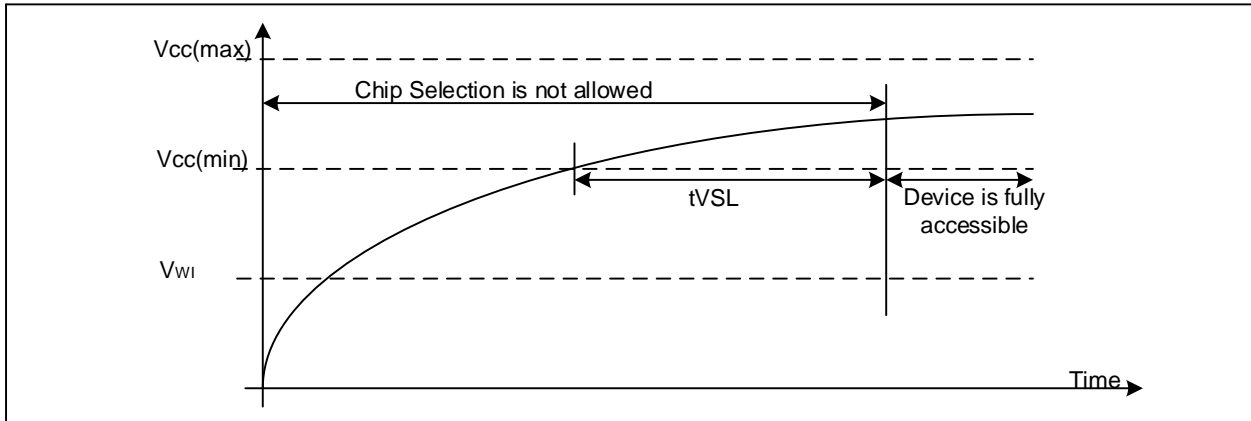 Vcc(max)
Chip Selection is not allowed
Vcc(min)
tVSL
Device is fully
accessible
VWI
Time